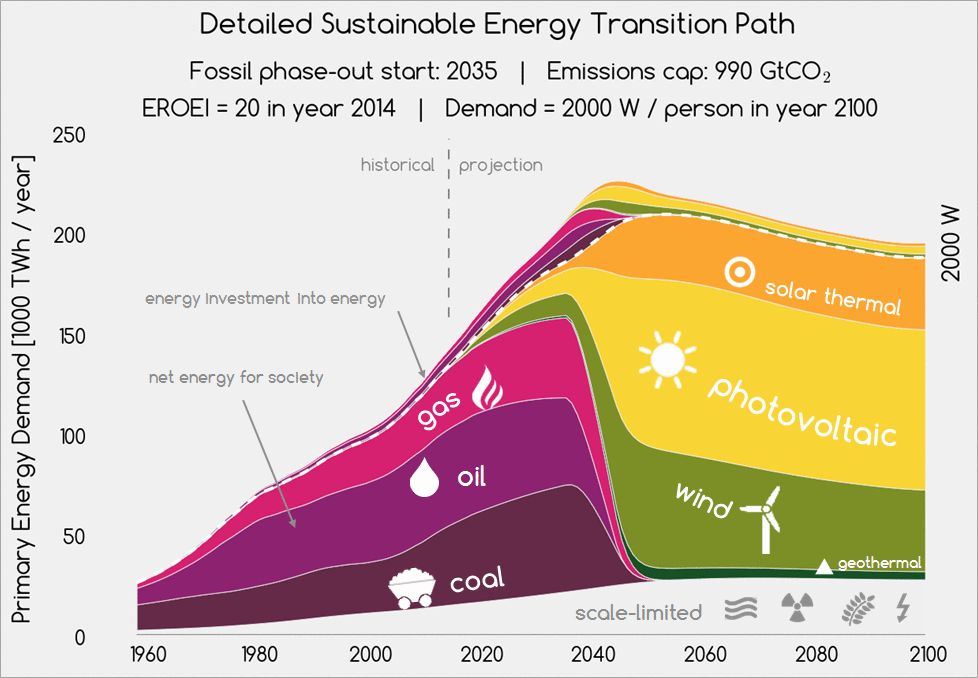 Detailed Sustainable Energy Transition Path
Fossil phase-out start: 2035 | Emissions cap: 990 GtCO₂
EROEI = 20 in year 2014 | Demand = 2000 W / person in year 2100
Primary Energy Demand [1000 TWh / year]
250
200
150
100
50
0
historical
projection
2000 W
energy investment into energy
net energy for society
solar thermal
photovoltaic
gas
oil
wind
geothermal
coal
scale-limited
1960 1980 2000 2020 2040 2060 2080 2100